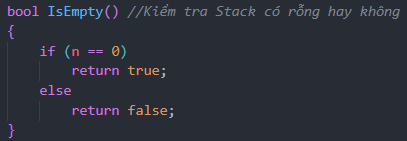 bool IsEmpty() //Kiểm tra Stack có rỗng hay không
{
    if (n == 0)
        return true;
    else
        return false;
}